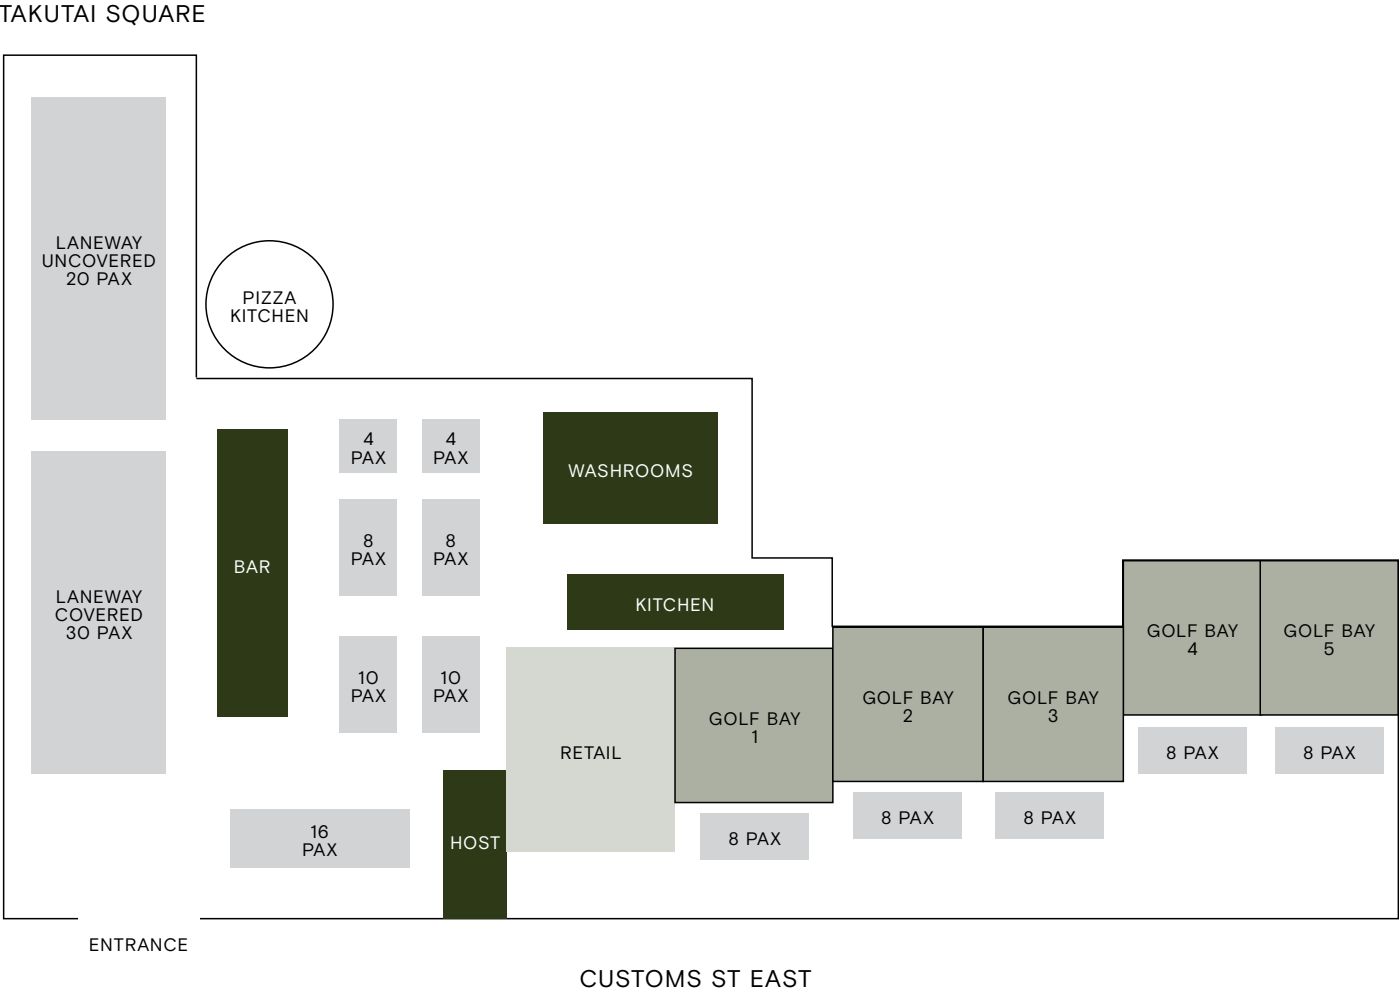 TAKUTAI SQUARE
LANEWAY
UNCOVERED
20 PAX
PIZZA
KITCHEN
4
PAX
4
PAX
WASHROOMS
8
PAX
8
PAX
BAR
LANEWAY
COVERED
30 PAX
KITCHEN
10
PAX
10
PAX
RETAIL
GOLF BAY
1
GOLF BAY
2
GOLF BAY
3
GOLF BAY
4
GOLF BAY
5
8 PAX
8 PAX
8 PAX
8 PAX
8 PAX
16
PAX
HOST
ENTRANCE
CUSTOMS ST EAST